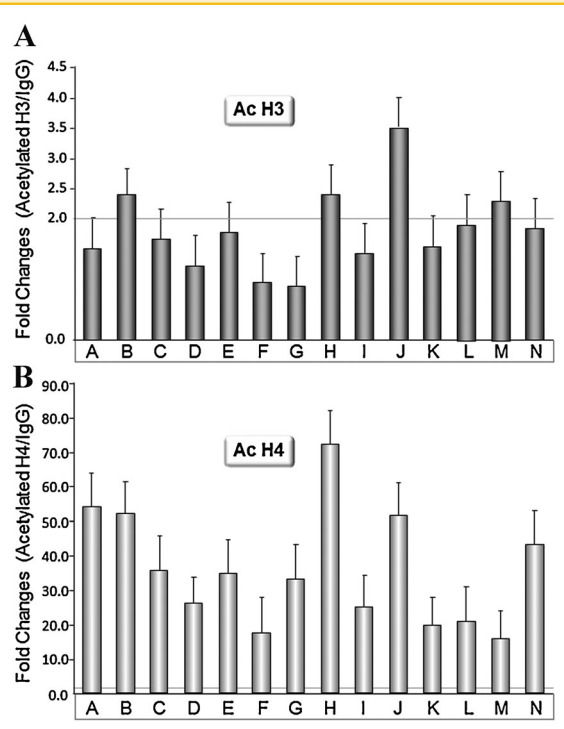 A
Fold Changes (Acetylated H3/IgG)
4.5
4.0
3.5
3.0
2.5
2.0
0.0
Ac H3
A B C D E F G H I J K L M N
B
Fold Changes (Acetylated H4/IgG)
90.0
80.0
70.0
60.0
50.0
40.0
30.0
20.0
10.0
0.0
Ac H4
A B C D E F G H I J K L M N